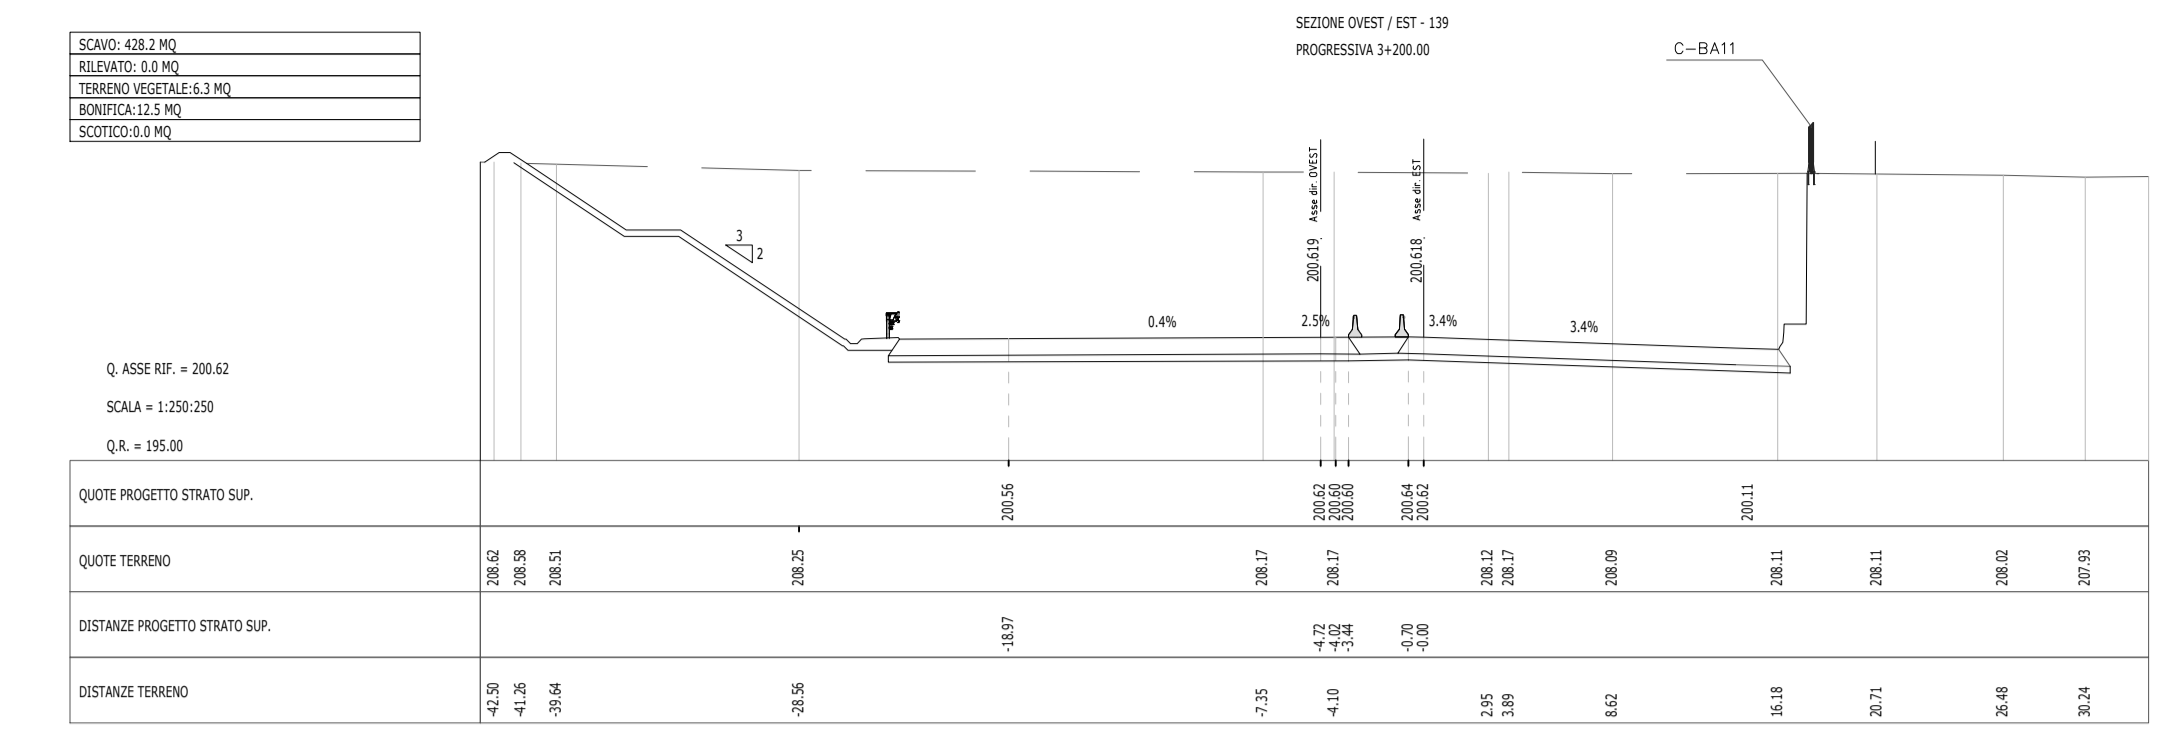 SEZIONE OVEST / EST - 139
PROGRESSIVA 3+200.00
C-BA11
SCAVO: 428.2 MQ
RILEVATO: 0.0 MQ
TERRENO VEGETALE:6.3 MQ
BONIFICA:12.5 MQ
SCOTICO:0.0 MQ
Asse dir. OVEST
Asse dir. EST
200.619
200.618
3
2
0.4%
2.5%
3.4%
3.4%
Q. ASSE RIF. = 200.62
SCALA = 1:250:250
Q.R. = 195.00
QUOTE PROGETTO STRATO SUP. 200.56 200.62 200.60 200.60 200.64 200.62 200.11
QUOTE TERRENO 208.62 208.58 208.51 208.25 208.17 208.17 208.12 208.17 208.09 208.11 208.11 208.02 207.93
DISTANZE PROGETTO STRATO SUP. -18.97 -4.72 -4.02 -3.44 -0.70 -0.00
DISTANZE TERRENO -42.50 -41.26 -39.64 -28.56 -7.35 -4.10 2.95 3.89 8.62 16.18 20.71 26.48 30.24